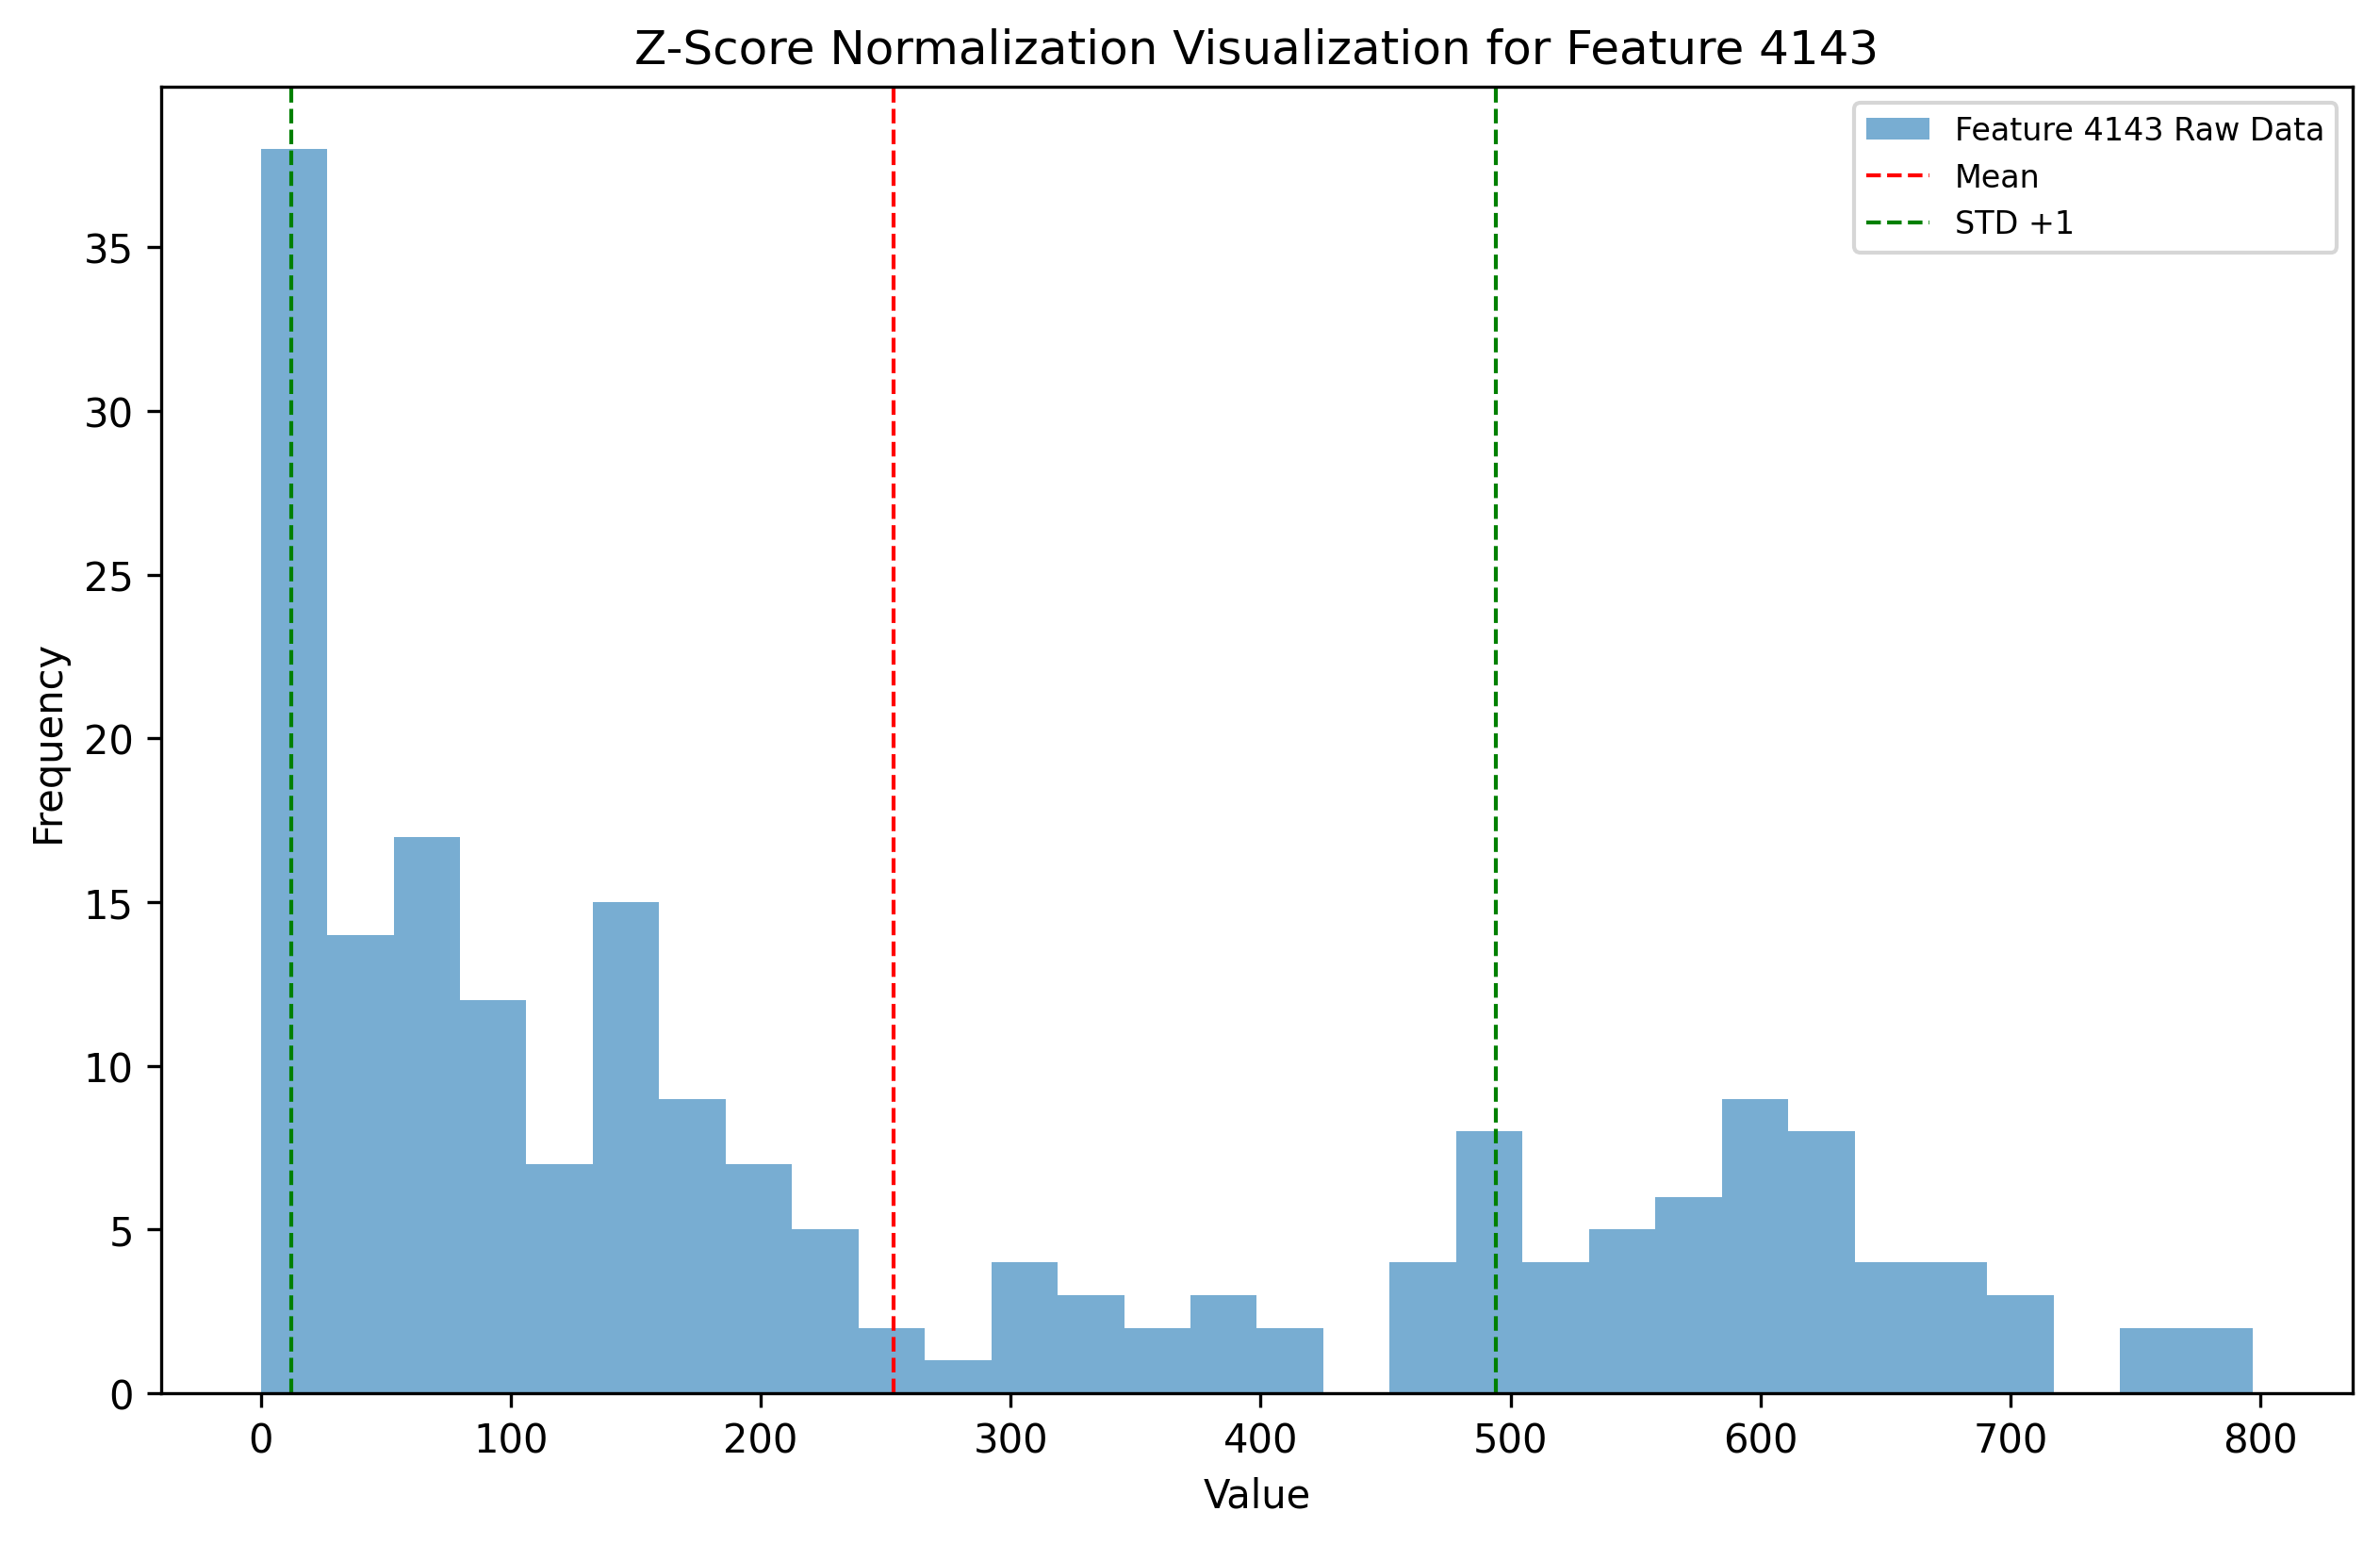 Z-Score Normalization Visualization for Feature 4143
Feature 4143 Raw Data
Mean
STD +1
Frequency
35
30
25
20
15
10
5
0
0 100 200 300 400 500 600 700 800
Value